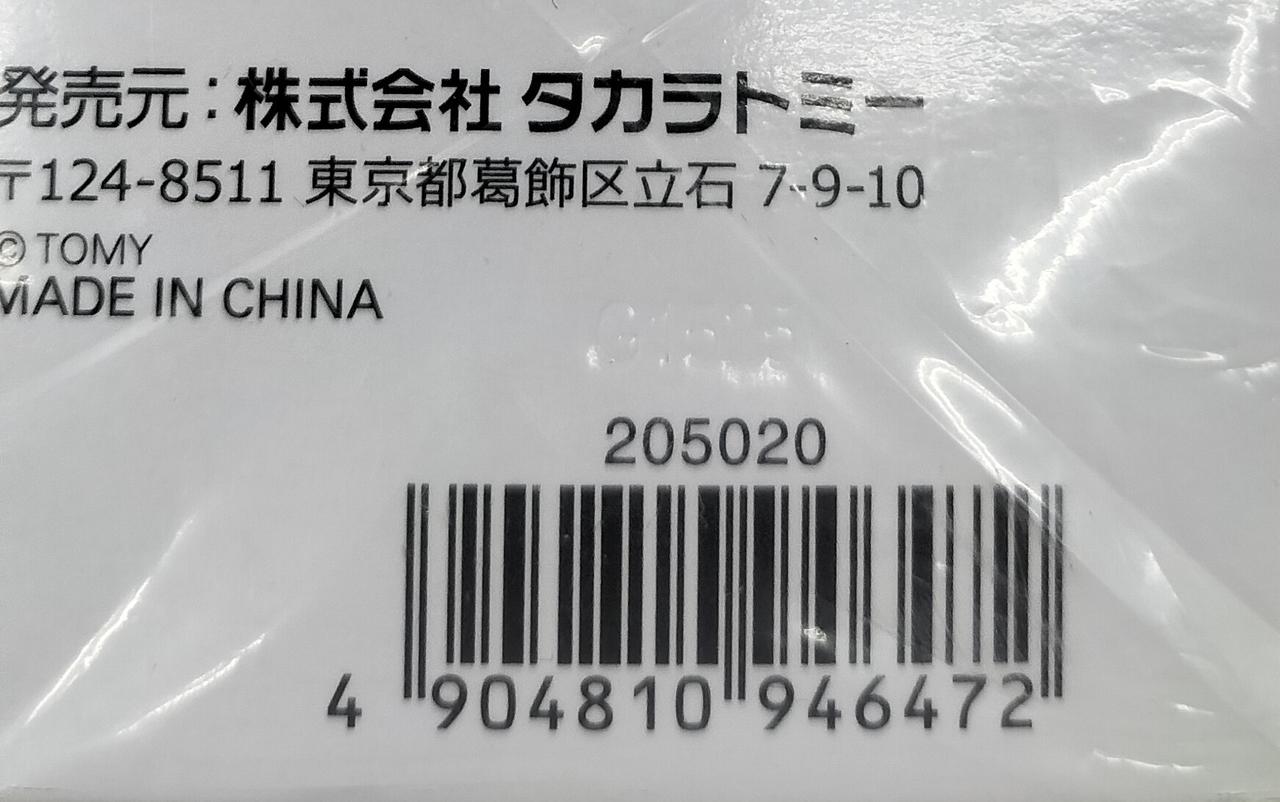 発売元：株式会社 タカラトミー
〒124-8511 東京都葛飾区立石 7-9-10
© TOMY
MADE IN CHINA
205020
4 904810 946472